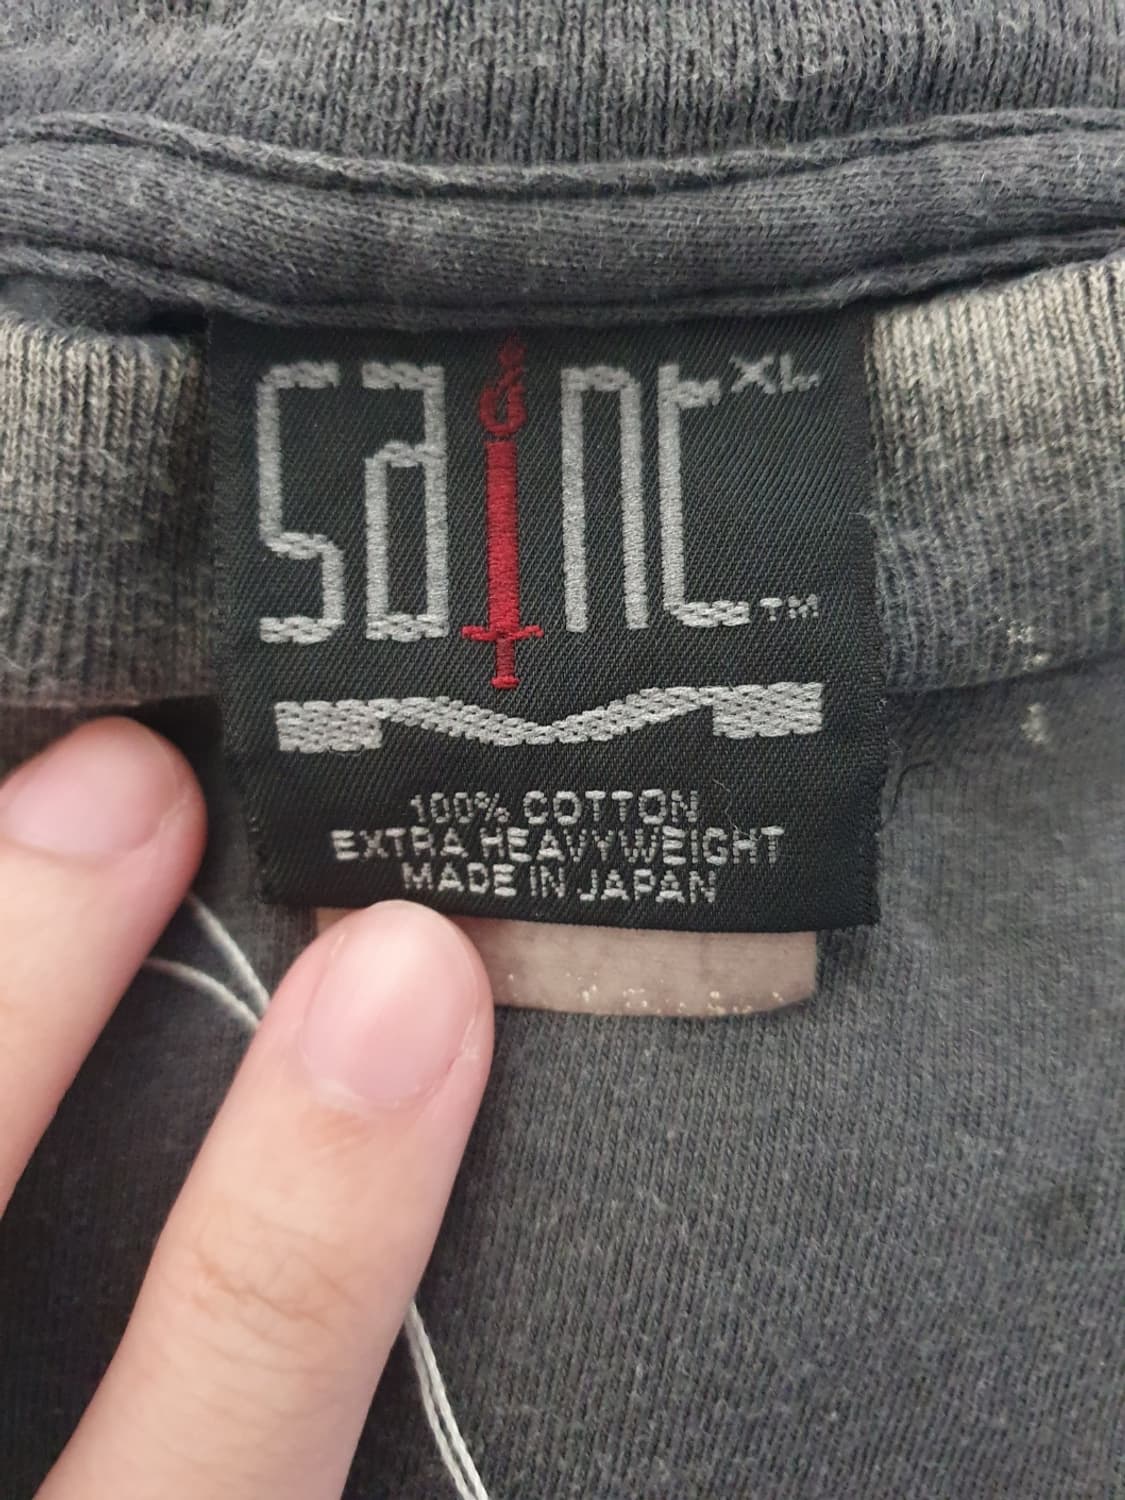 saint XL
TM
100% COTTON
EXTRA HEAVYWEIGHT
MADE IN JAPAN